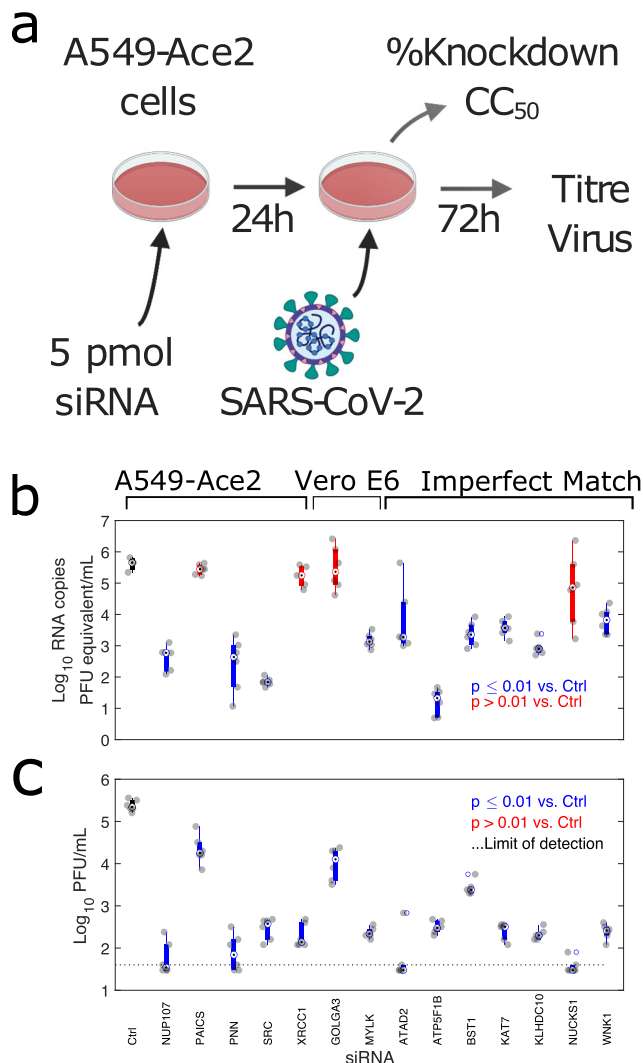 a
A549-Ace2
cells
%Knockdown
CC50
24h
72h
Titre
Virus
5 pmol
siRNA
SARS-CoV-2
A549-Ace2
Vero E6
Imperfect Match
b
7
6
5
4
3
2
1
0
Log10 RNA copies
PFU equivalent/mL
p ≤ 0.01 vs. Ctrl
p > 0.01 vs. Ctrl
c
6
5
4
3
2
1
Log10 PFU/mL
p ≤ 0.01 vs. Ctrl
p > 0.01 vs. Ctrl
...Limit of detection
Ctrl
NUP107
PAICS
PNN
SRC
XRCC1
GOLGA3
MYLK
ATAD2
ATP5F1B
BST1
KAT7
KLHDC10
NUCKS1
WNK1
siRNA